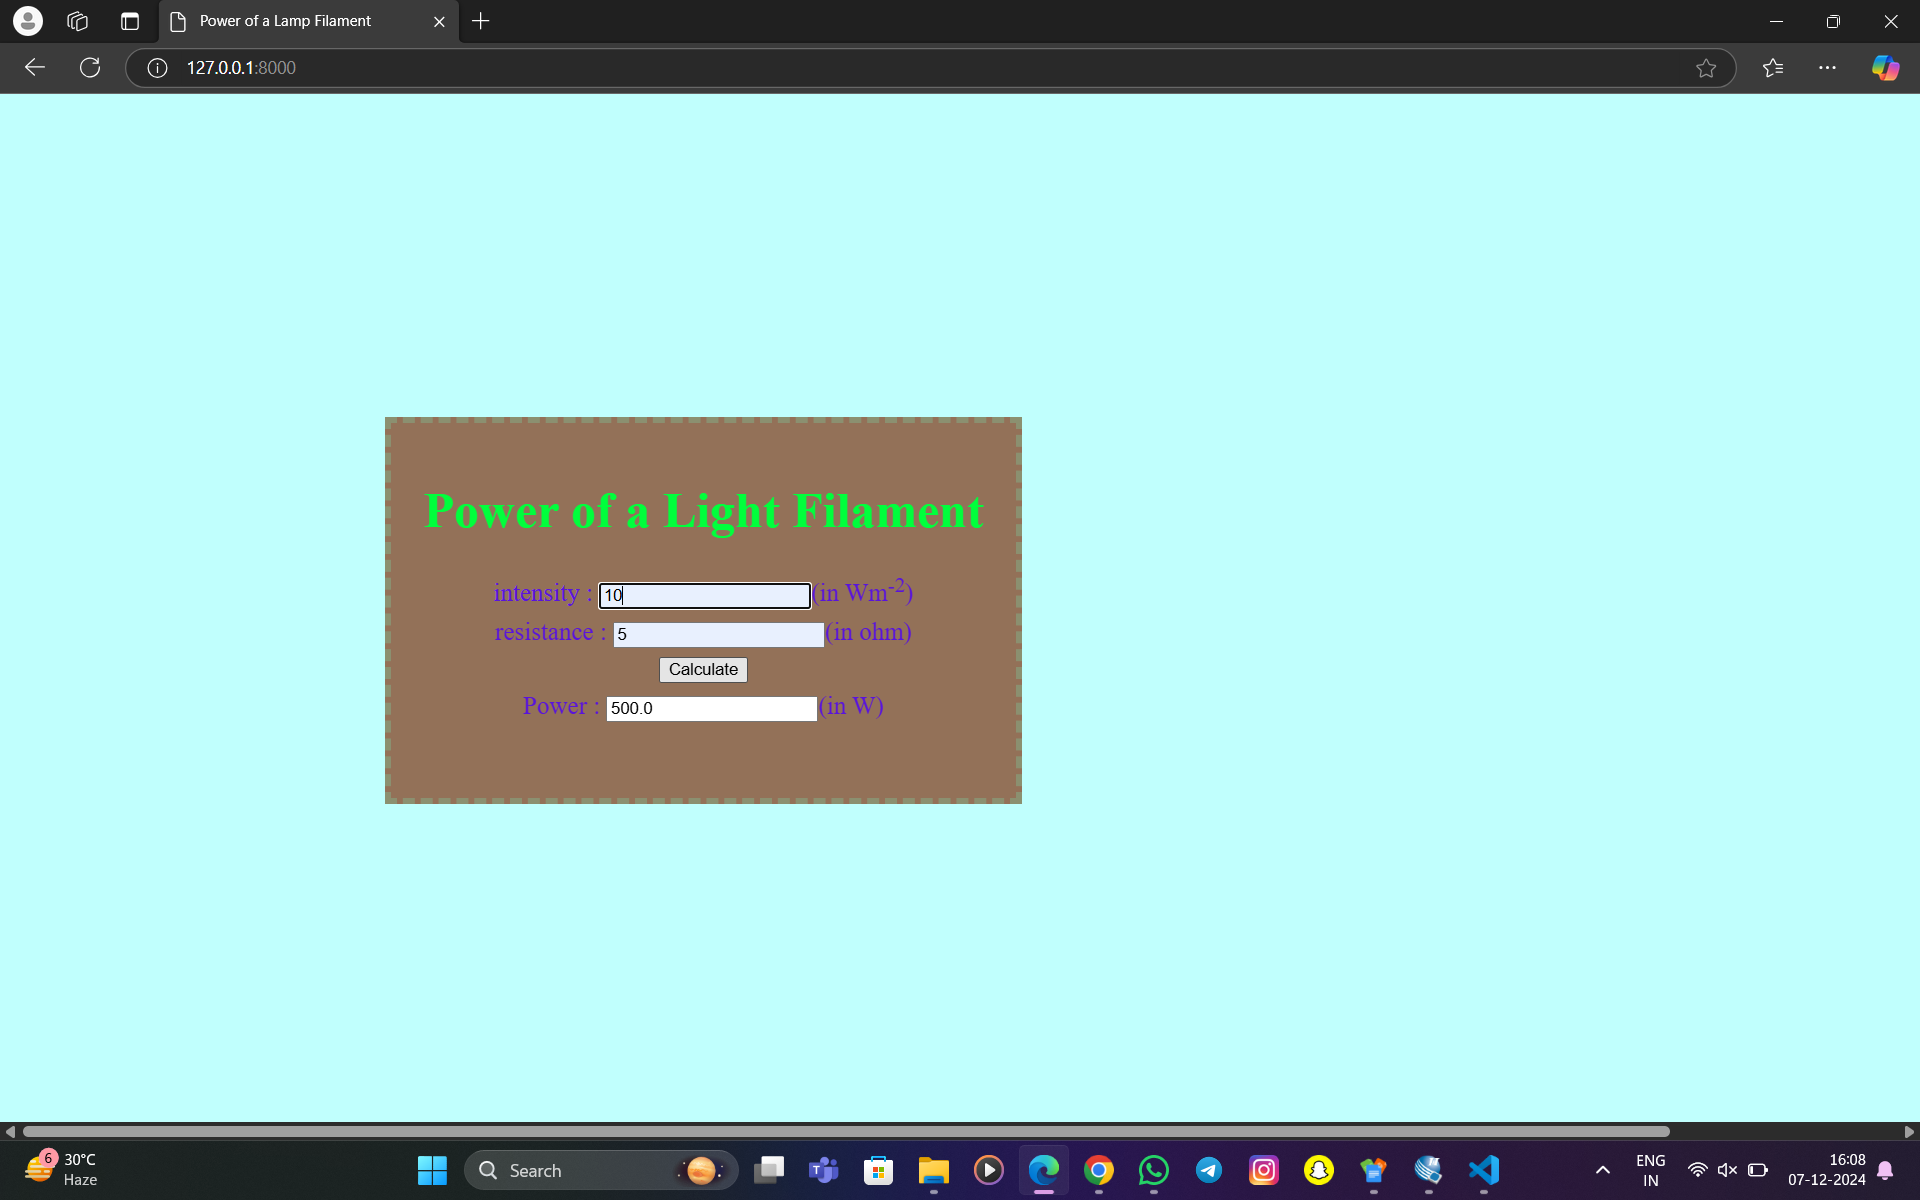 Power of a Lamp Filament
127.0.0.1:8000
Power of a Light Filament
intensity : 10 (in Wm-2)
resistance : 5 (in ohm)
Calculate
Power : 500.0 (in W)
6
30°C
Haze
Search
T
ENG
IN
16:08
07-12-2024